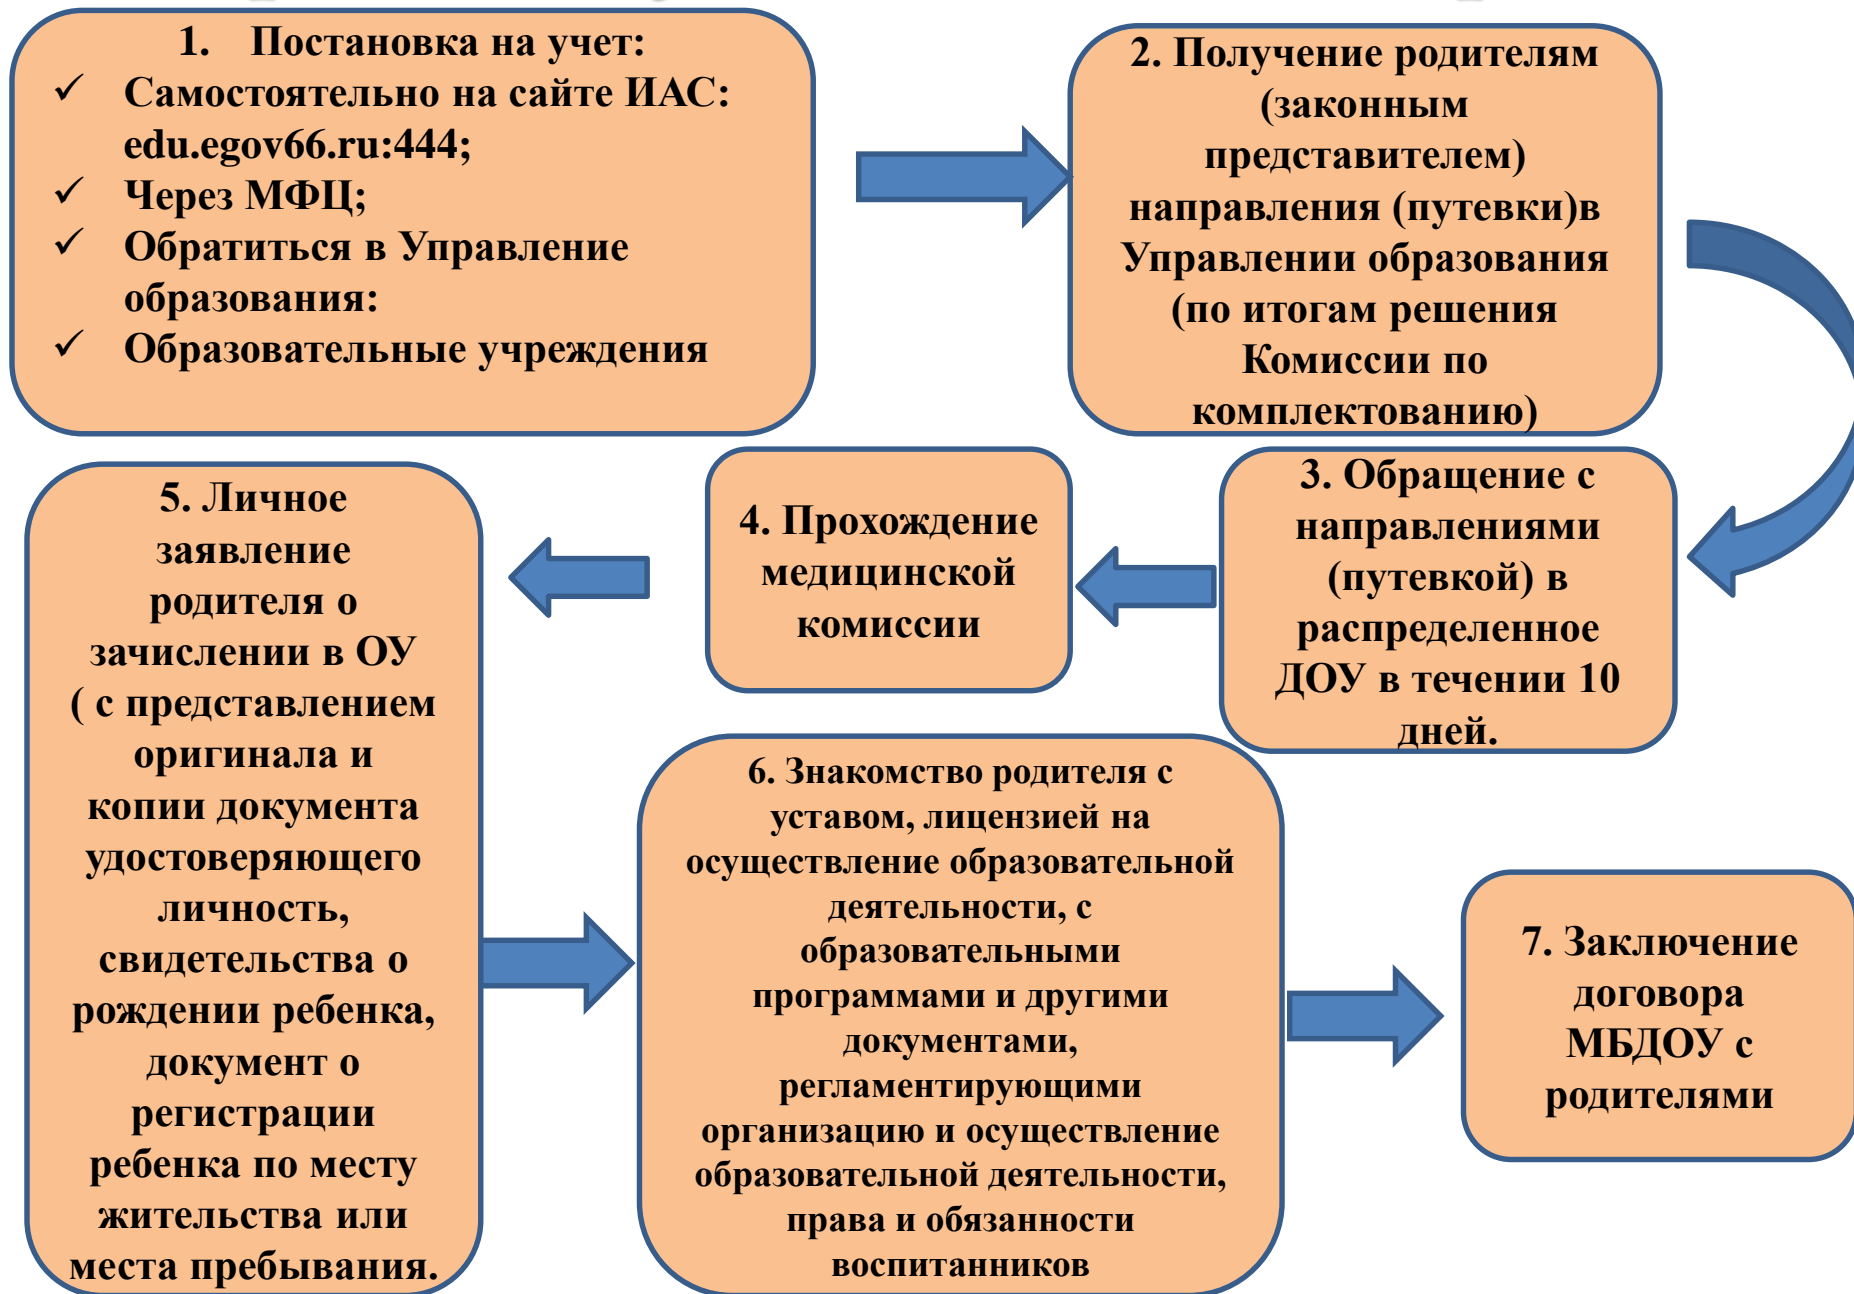 1. Постановка на учет:
✓ Самостоятельно на сайте ИАС:
edu.egov66.ru:444;
✓ Через МФЦ;
✓ Обратиться в Управление
образования:
✓ Образовательные учреждения
2. Получение родителям
(законным
представителем)
направления (путевки)в
Управлении образования
(по итогам решения
Комиссии по
комплектованию)
3. Обращение с
направлениями
(путевкой) в
распределенное
ДОУ в течении 10
дней.
4. Прохождение
медицинской
комиссии
5. Личное
заявление
родителя о
зачислении в ОУ
( с представлением
оригинала и
копии документа
удостоверяющего
личность,
свидетельства о
рождении ребенка,
документ о
регистрации
ребенка по месту
жительства или
места пребывания.
6. Знакомство родителя с
уставом, лицензией на
осуществление образовательной
деятельности, с
образовательными
программами и другими
документами,
регламентирующими
организацию и осуществление
образовательной деятельности,
права и обязанности
воспитанников
7. Заключение
договора
МБДОУ с
родителями